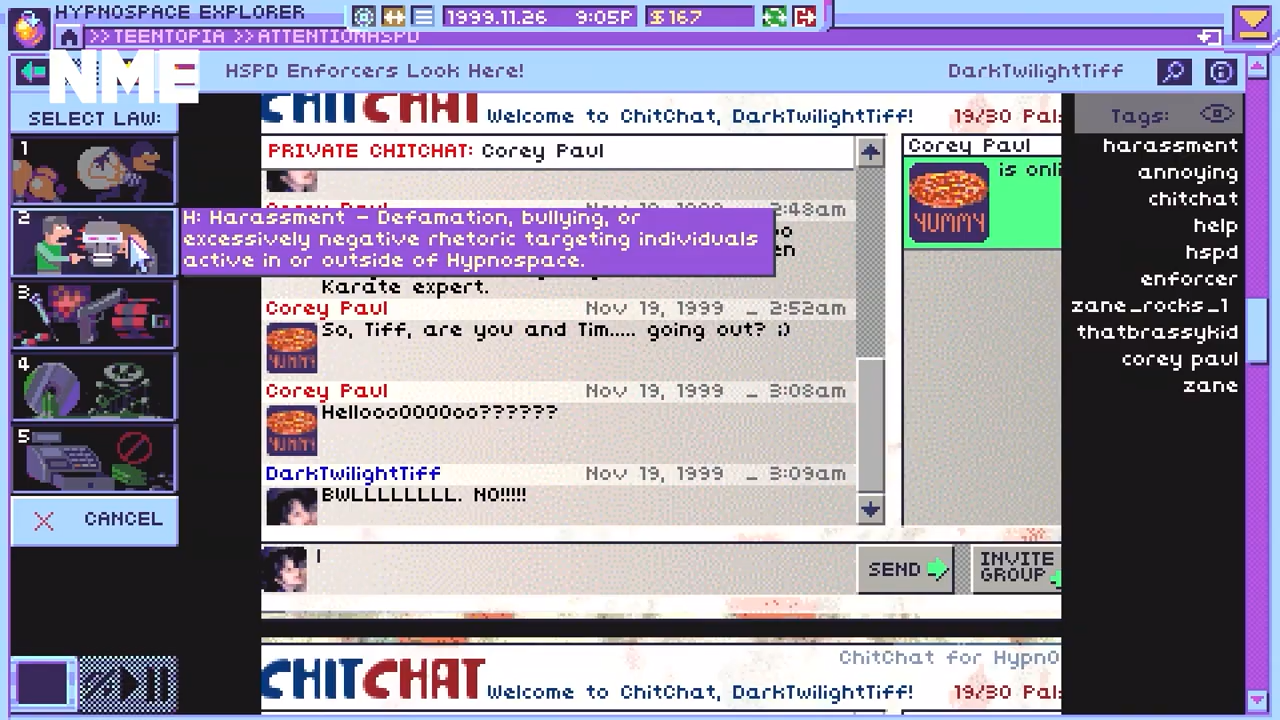 HYPNOSPACE EXPLORER
1999.11.26 9:05P
167
>>TEENTOPIA >>ATTENTIONHSPD
NME
HSPD Enforcers Look Here!
DarkTwilightTiff
SELECT LAW:
1
2
3
4
5
CANCEL
H: Harassment - Defamation, bullying, or
excessively negative rhetoric targeting individuals
active in or outside of Hypnospace.
CHITCHAT
Welcome to ChitChat, DarkTwilightTiff!
19/30 Pal
PRIVATE CHITCHAT: Corey Paul
2:48am
Karate expert.
Corey Paul Nov 19, 1999 _ 2:52am
So, Tiff, are you and Tim..... going out? ;)
YUMMY
Corey Paul Nov 19, 1999 _ 3:08am
Hellooo0000oo??????
YUMMY
DarkTwilightTiff Nov 19, 1999 _ 3:09am
BWLLLLLLLL. NO!!!!!
SEND
INVITE
GROUP
Corey Paul
is onli
YUMMY
Tags:
harassment
annoying
chitchat
help
hspd
enforcer
zane_rocks_1
thatbrassykid
corey paul
zane
ChitChat for Hypno
CHITCHAT
Welcome to ChitChat, DarkTwilightTiff!
19/30 Pal